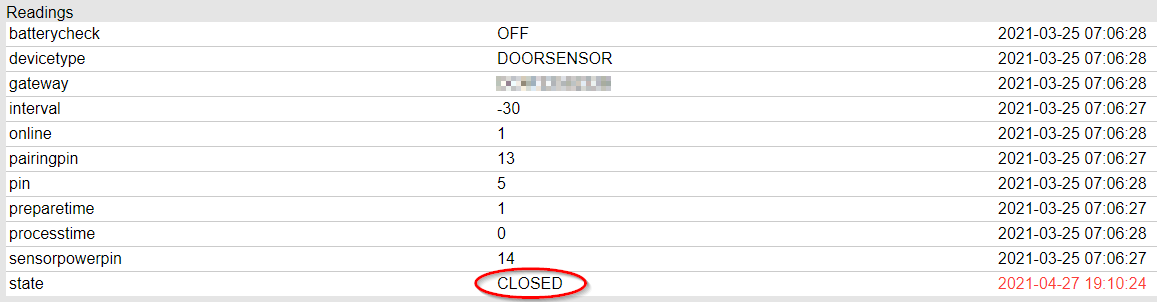 Readings
batterycheck OFF 2021-03-25 07:06:28
devicetype DOORSENSOR 2021-03-25 07:06:28
gateway 2021-03-25 07:06:28
interval -30 2021-03-25 07:06:27
online 1 2021-03-25 07:06:28
pairingpin 13 2021-03-25 07:06:27
pin 5 2021-03-25 07:06:28
preparetime 1 2021-03-25 07:06:27
processtime 0 2021-03-25 07:06:28
sensorpowerpin 14 2021-03-25 07:06:27
state CLOSED 2021-04-27 19:10:24